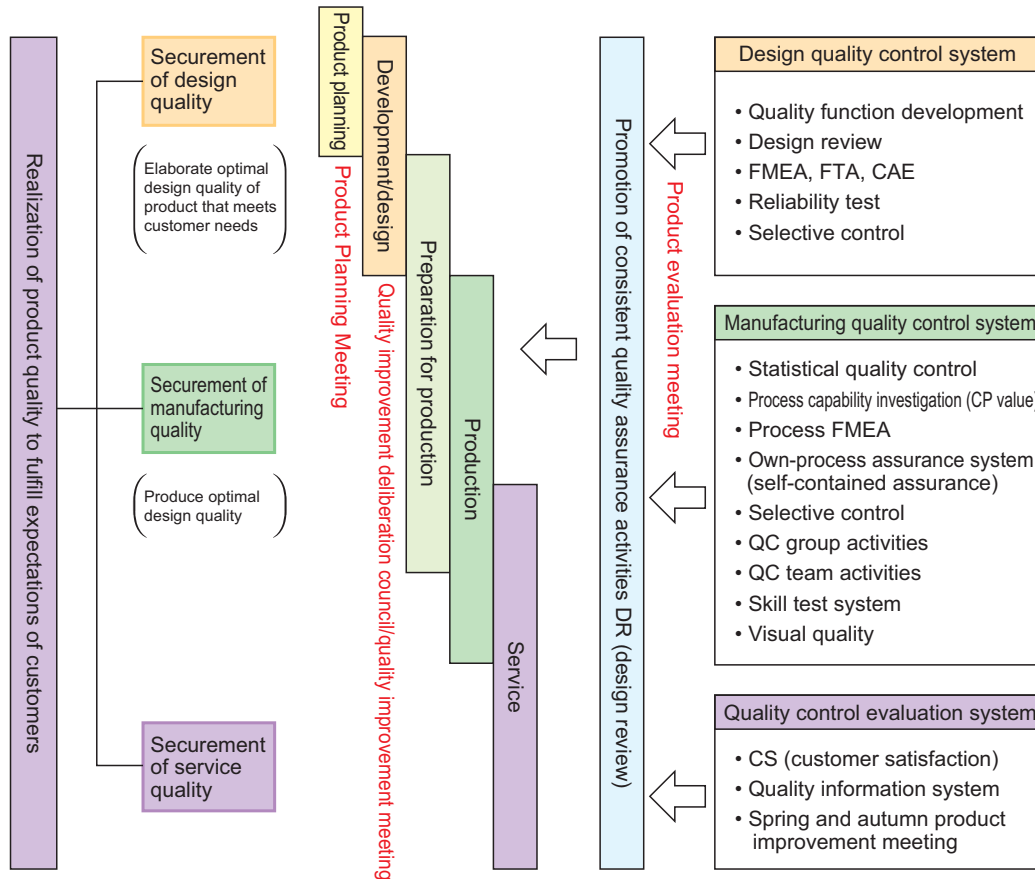 Realization of product quality to fulfill expectations of customers
Securement
of design
quality
Elaborate optimal
design quality of
product that meets
customer needs
Securement of
manufacturing
quality
Produce optimal
design quality
Securement
of service
quality
Product planning
Product Planning Meeting
Development/design
Quality improvement deliberation council/quality improvement meeting
Preparation for production
Production
Service
Promotion of consistent quality assurance activities DR (design review)
Product evaluation meeting
Design quality control system
• Quality function development
• Design review
• FMEA, FTA, CAE
• Reliability test
• Selective control
Manufacturing quality control system
• Statistical quality control
• Process capability investigation (CP value)
• Process FMEA
• Own-process assurance system
(self-contained assurance)
• Selective control
• QC group activities
• QC team activities
• Skill test system
• Visual quality
Quality control evaluation system
• CS (customer satisfaction)
• Quality information system
• Spring and autumn product
improvement meeting